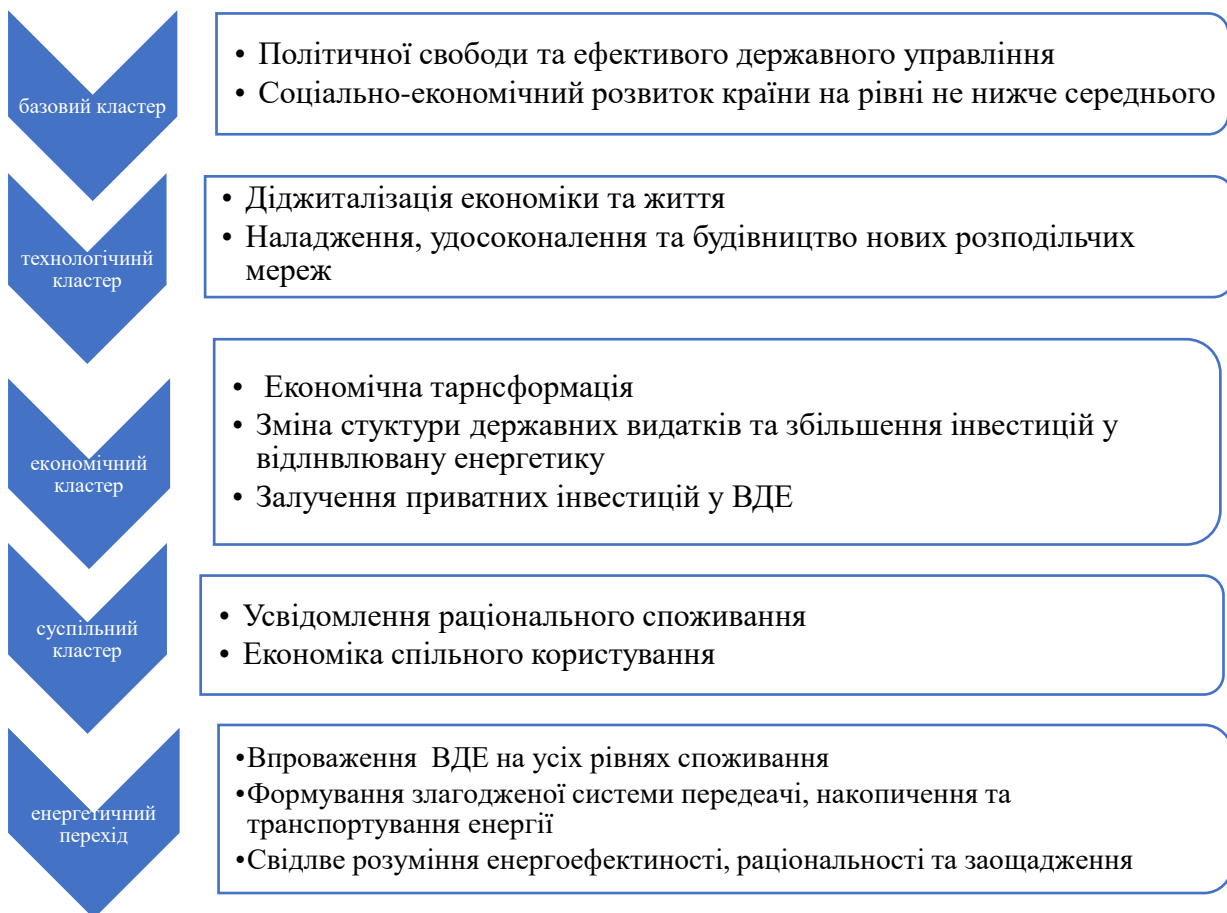 базовий кластер
• Політичної свободи та ефективого державного управління
• Соціально-економічний розвиток країни на рівні не нижче середнього
технологічинй
кластер
• Діджиталізація економіки та життя
• Наладження, удосоконалення та будівництво нових розподільчих
мереж
економічний
кластер
• Економічна тарнсформація
• Зміна стуктури державних видатків та збільшення інвестицій у
відлнвлювану енергетику
• Залучення приватних інвестицій у ВДЕ
суспільний
кластер
• Усвідомлення раціонального споживання
• Економіка спільного користування
енергетичний
перехід
•Впроваження ВДЕ на усіх рівнях споживання
•Формування злагодженої системи передеачі, накопичення та
транспортування енергії
•Свідлве розуміння енергоефектиності, раціональності та заощадження